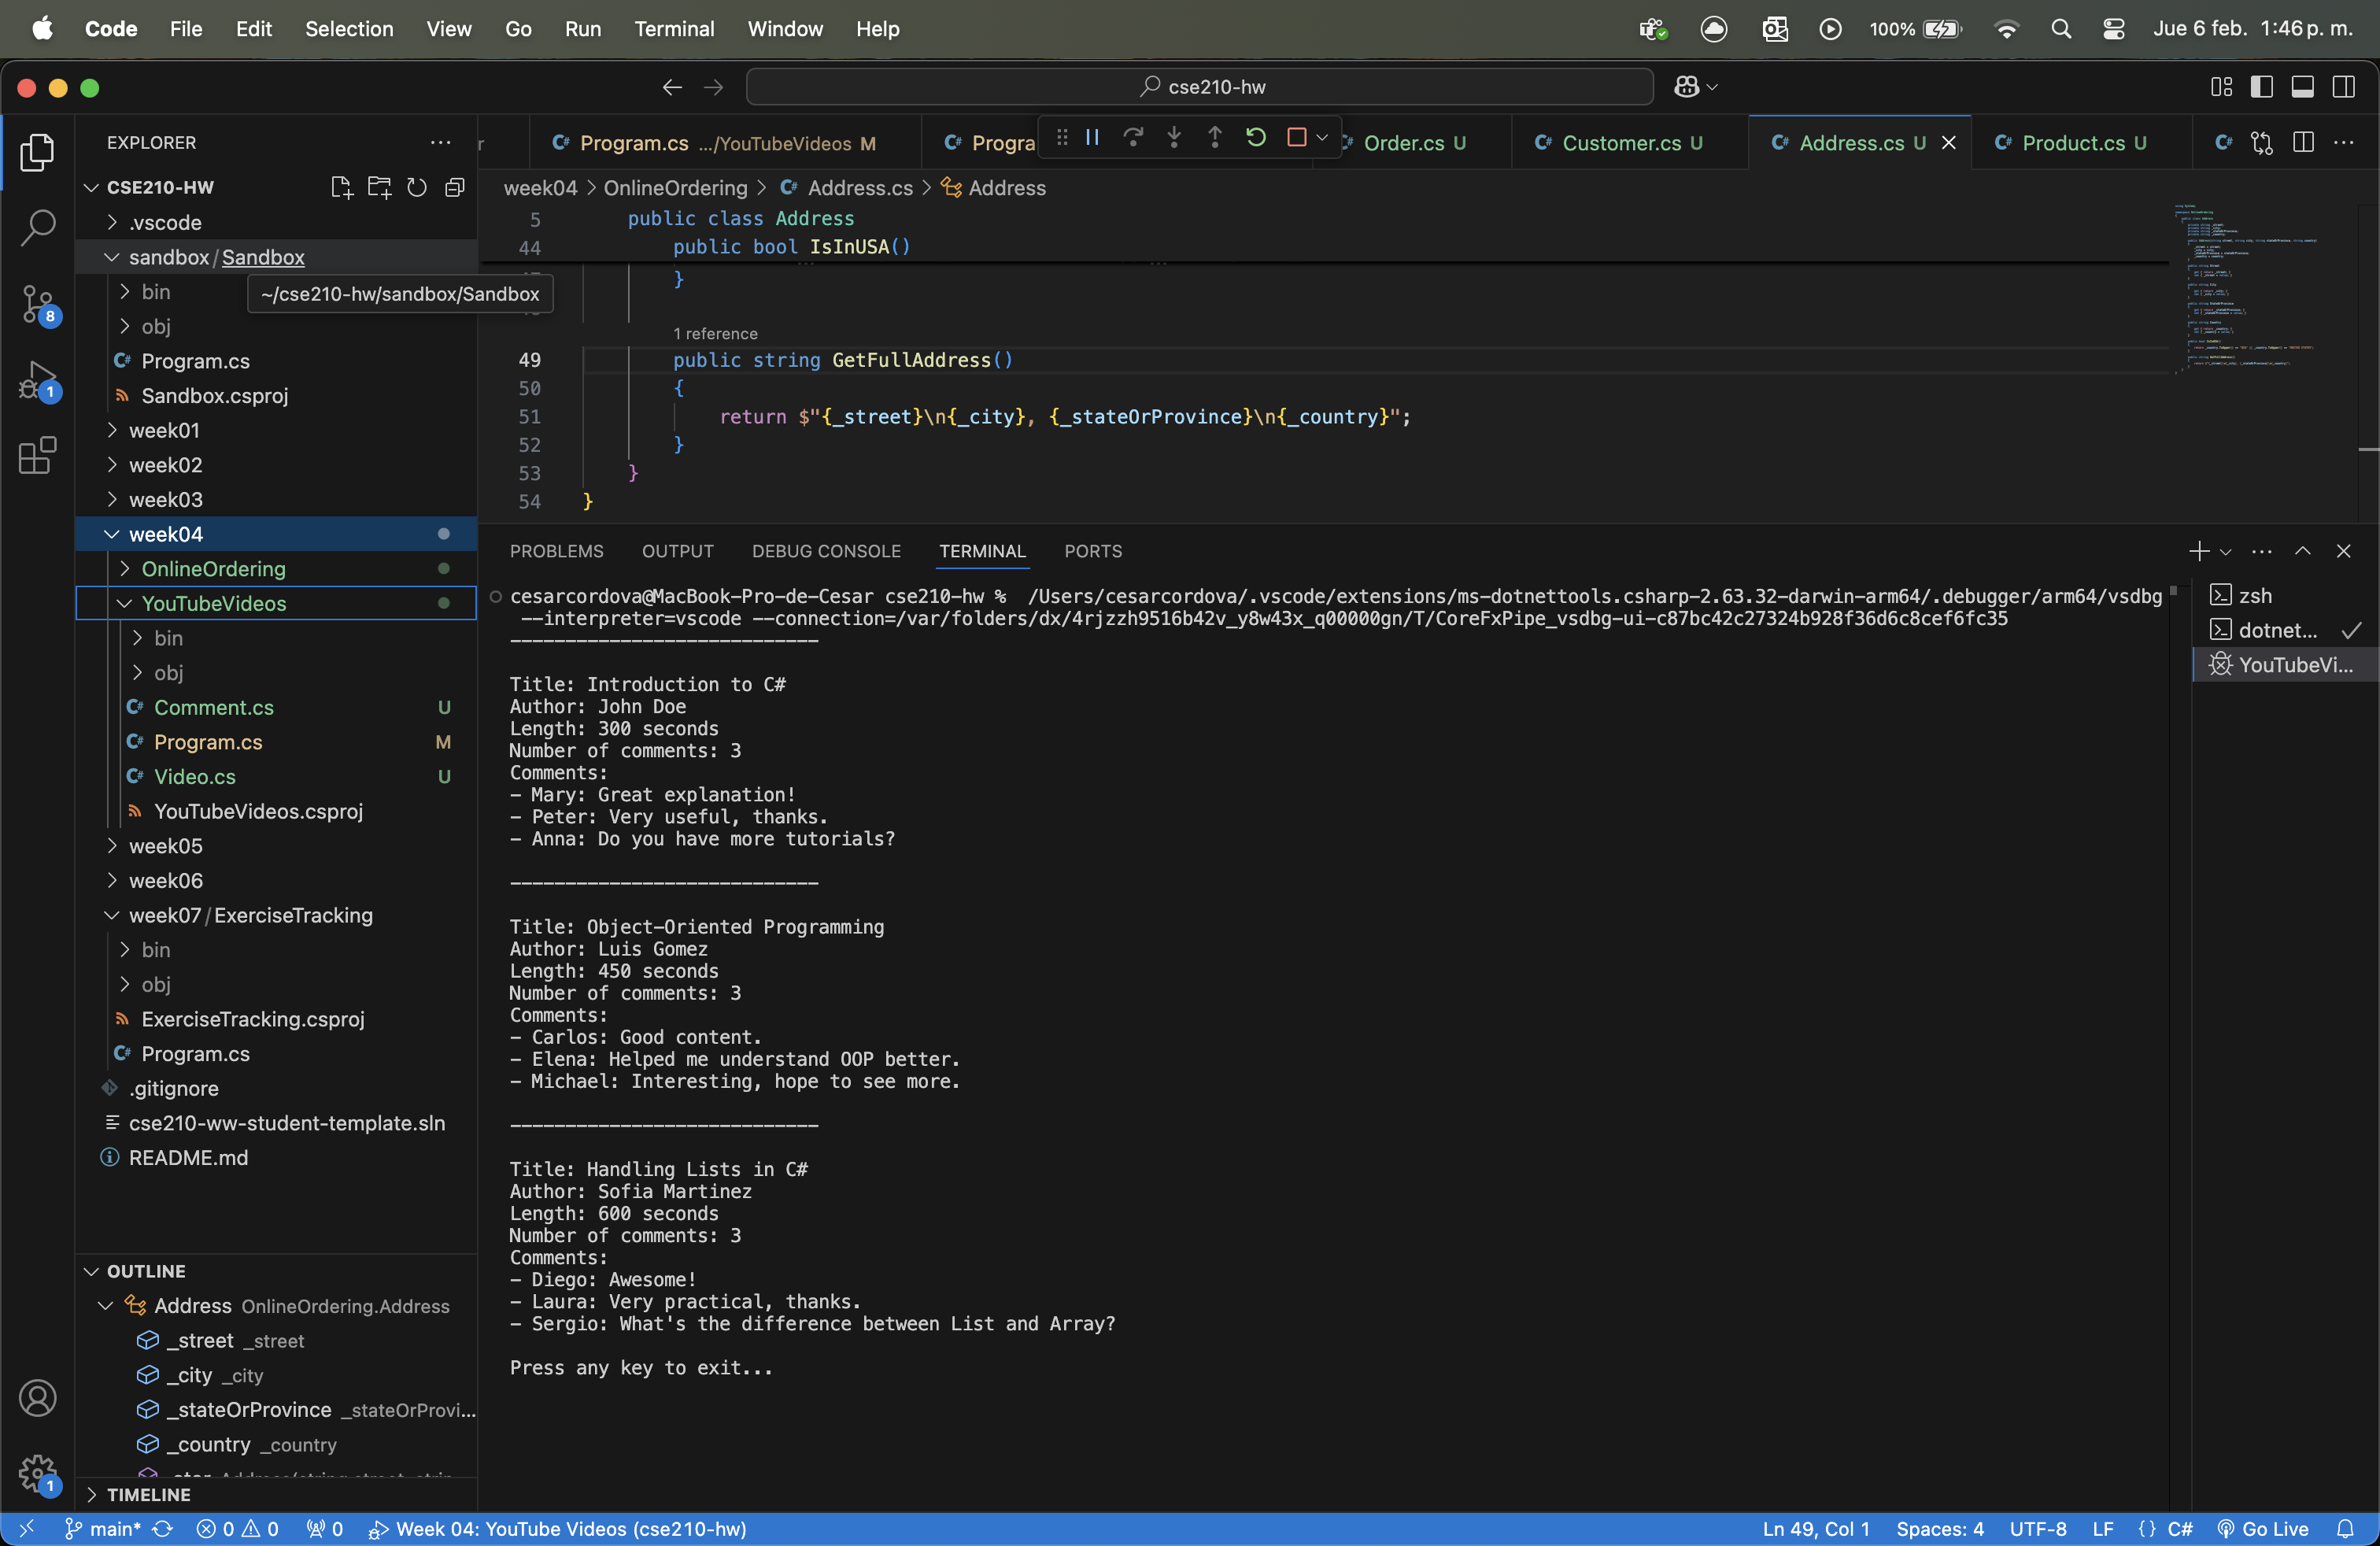 Code File Edit Selection View Go Run Terminal Window Help 100% Jue 6 feb. 1:46 p. m.
cse210-hw
EXPLORER
CSE210-HW
.vscode
sandbox / Sandbox
~/cse210-hw/sandbox/Sandbox
bin
obj
Program.cs
Sandbox.csproj
week01
week02
week03
week04
OnlineOrdering
YouTubeVideos
bin
obj
Comment.cs U
Program.cs M
Video.cs U
YouTubeVideos.csproj
week05
week06
week07 / ExerciseTracking
bin
obj
ExerciseTracking.csproj
Program.cs
.gitignore
cse210-ww-student-template.sln
README.md
OUTLINE
Address OnlineOrdering.Address
_street _street
_city _city
_stateOrProvince _stateOrProvi...
_country _country
TIMELINE
8
1
1
Program.cs .../YouTubeVideos M Progra Order.cs U Customer.cs U Address.cs U Product.cs U
week04 > OnlineOrdering > Address.cs > Address
5 public class Address
44 public bool IsInUSA()
}
1 reference
49 public string GetFullAddress()
50 {
51 return $"{_street}\n{_city}, {_stateOrProvince}\n{_country}";
52 }
53 }
54 }
PROBLEMS OUTPUT DEBUG CONSOLE TERMINAL PORTS
zsh
dotnet...
YouTubeVi...
cesarcordova@MacBook-Pro-de-Cesar cse210-hw % /Users/cesarcordova/.vscode/extensions/ms-dotnettools.csharp-2.63.32-darwin-arm64/.debugger/arm64/vsdbg
--interpreter=vscode --connection=/var/folders/dx/4rjzzh9516b42v_y8w43x_q00000gn/T/CoreFxPipe_vsdbg-ui-c87bc42c27324b928f36d6c8cef6fc35
----------------------------
Title: Introduction to C#
Author: John Doe
Length: 300 seconds
Number of comments: 3
Comments:
- Mary: Great explanation!
- Peter: Very useful, thanks.
- Anna: Do you have more tutorials?
----------------------------
Title: Object-Oriented Programming
Author: Luis Gomez
Length: 450 seconds
Number of comments: 3
Comments:
- Carlos: Good content.
- Elena: Helped me understand OOP better.
- Michael: Interesting, hope to see more.
----------------------------
Title: Handling Lists in C#
Author: Sofia Martinez
Length: 600 seconds
Number of comments: 3
Comments:
- Diego: Awesome!
- Laura: Very practical, thanks.
- Sergio: What's the difference between List and Array?
Press any key to exit...
main* 0 0 0 Week 04: YouTube Videos (cse210-hw) Ln 49, Col 1 Spaces: 4 UTF-8 LF {} C# Go Live